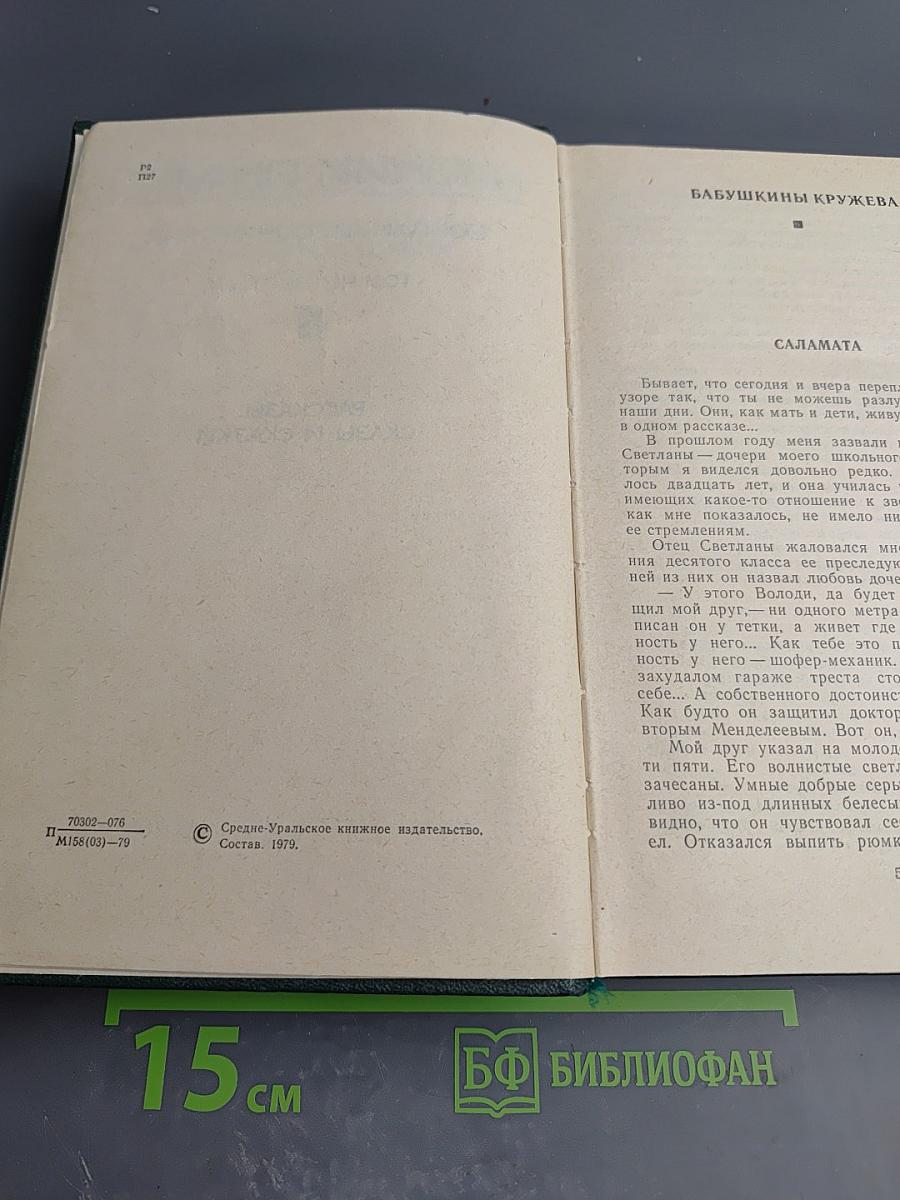 Р2
П27
П 70302—076
М158(03)—79
© Средне-Уральское книжное издательство.
Состав. 1979.
БАБУШКИНЫ КРУЖЕВА
САЛАМАТА
Бывает, что сегодня и вчера перепл
узоре так, что ты не можешь разлу
наши дни. Они, как мать и дети, живу
в одном рассказе...
В прошлом году меня зазвали
Светланы — дочери моего школьного
торым я виделся довольно редко.
лось двадцать лет, и она училась
имеющих какое-то отношение к зве
как мне показалось, не имело ни
ее стремлениям.
Отец Светланы жаловался мн
ния десятого класса ее преследую
ней из них он назвал любовь доче
— У этого Володи, да будет
щил мой друг,— ни одного метра
писан он у тетки, а живет где
ность у него... Как тебе это п
ность у него — шофер-механик.
захудалом гараже треста сто
себе... А собственного достоинст
Как будто он защитил доктор
вторым Менделеевым. Вот он,
Мой друг указал на молод
ти пяти. Его волнистые светл
зачесаны. Умные добрые серы
ливо из-под длинных белесы
видно, что он чувствовал се
ел. Отказался выпить рюмк
5
15 см
БФ БИБЛИОФАН